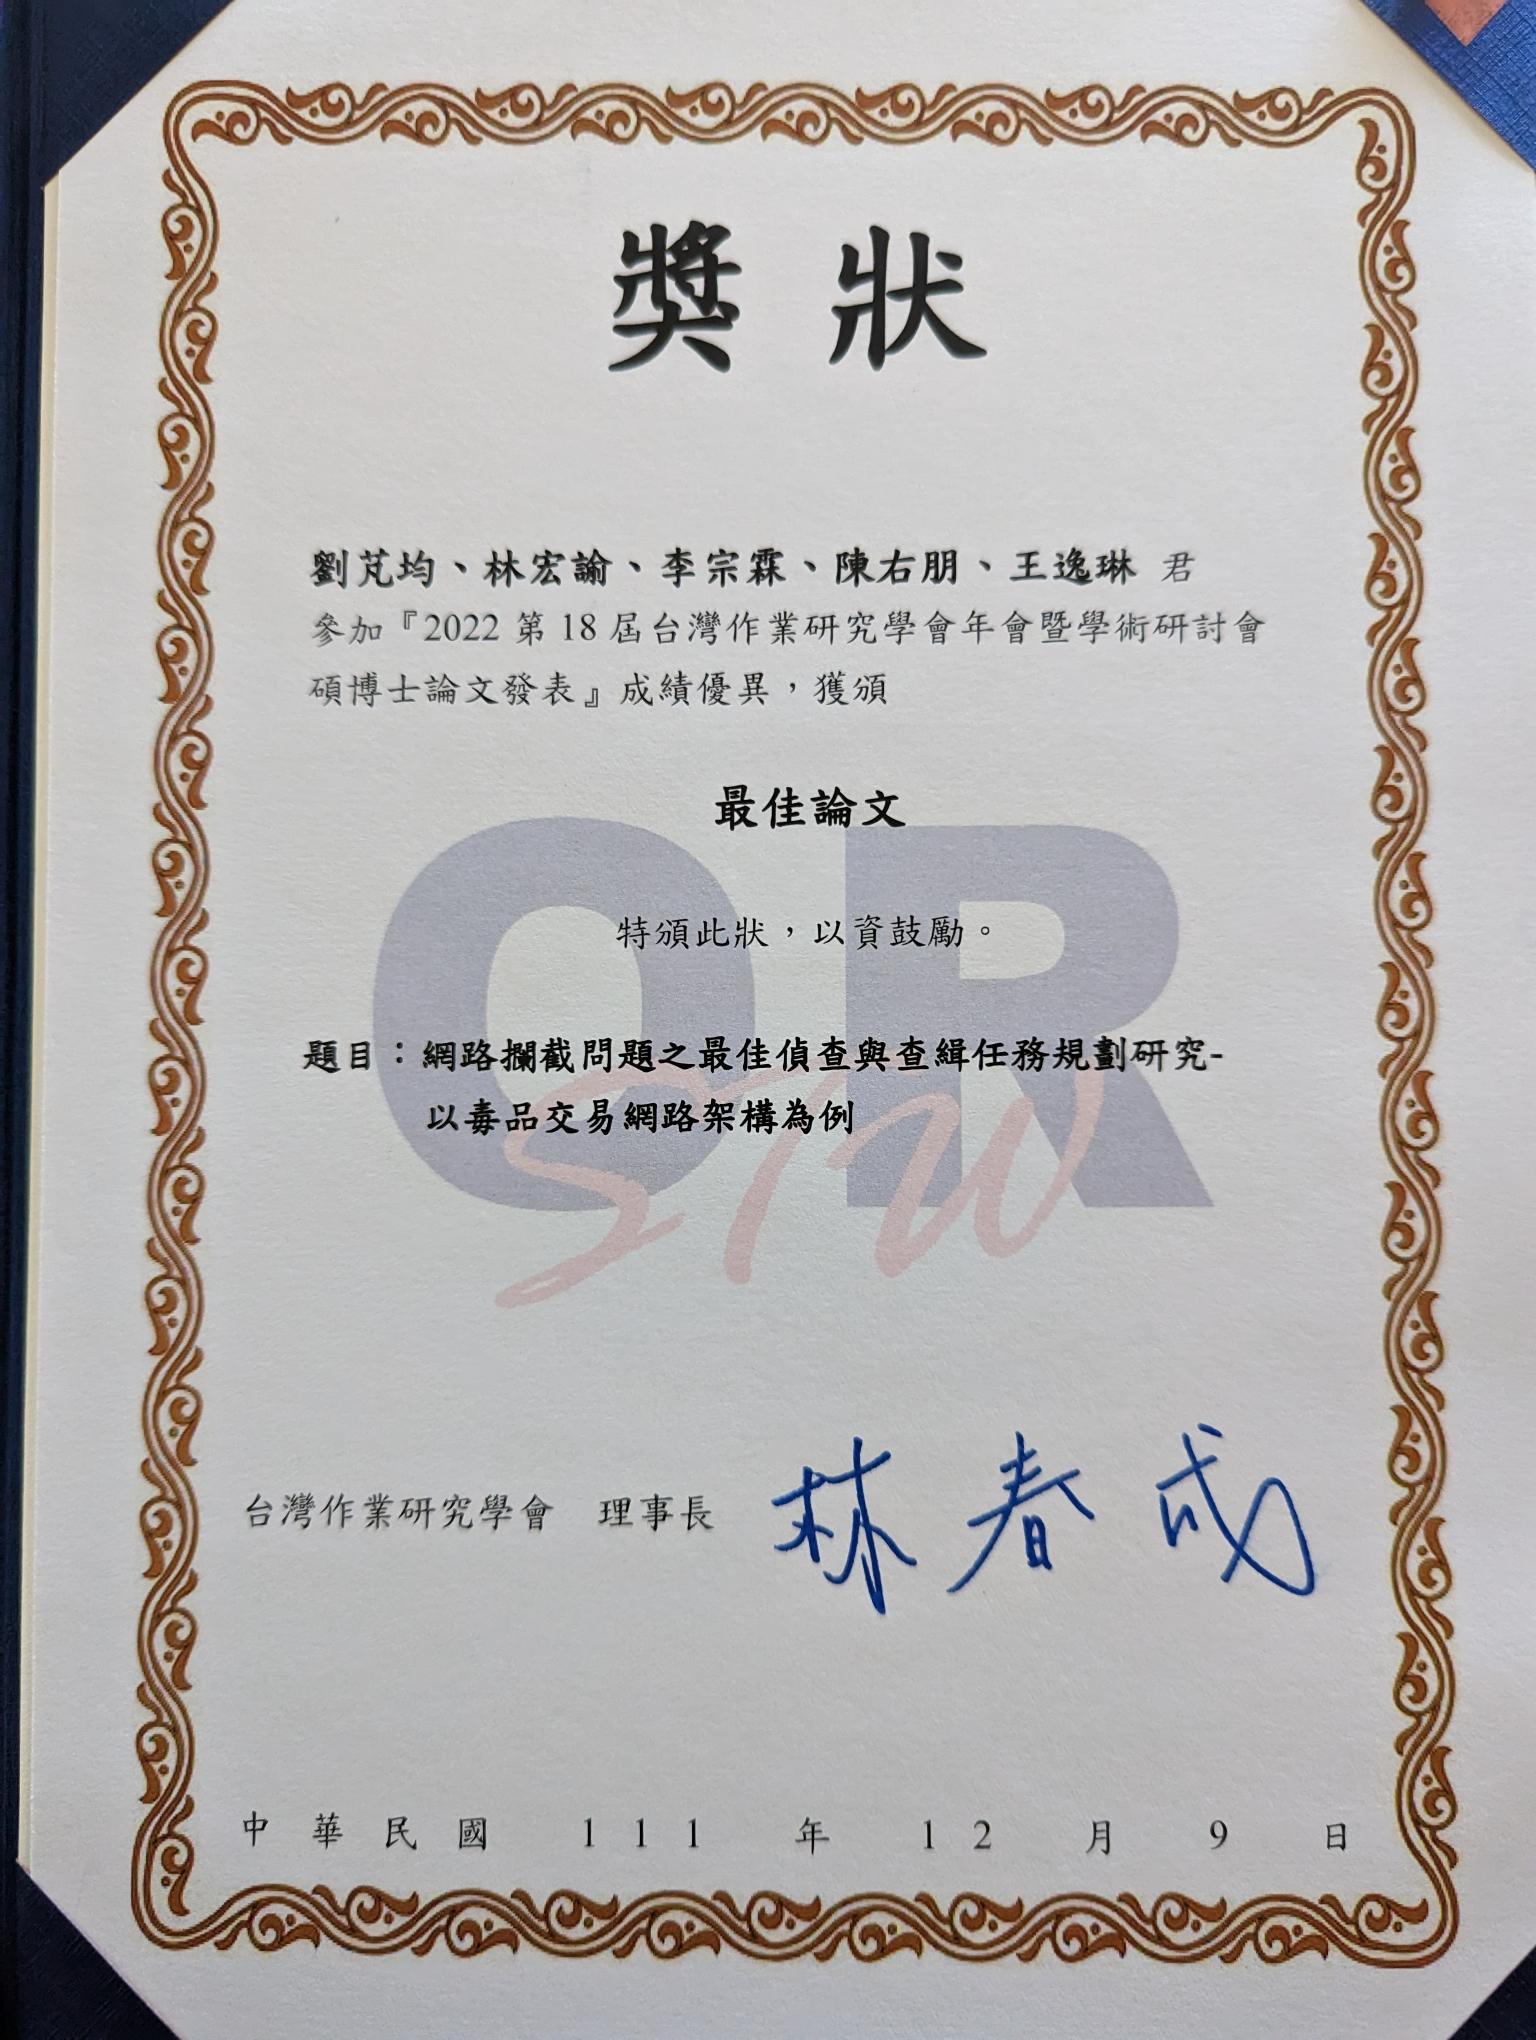 獎狀
劉芃均、林宏諭、李宗霖、陳右朋、王逸琳 君
參加『2022 第 18 屆台灣作業研究學會年會暨學術研討會
碩博士論文發表』成績優異，獲頒
最佳論文
特頒此狀，以資鼓勵。
題目：網路攔截問題之最佳偵查與查緝任務規劃研究-
以毒品交易網路架構為例
ORSTW
台灣作業研究學會 理事長 林春成
中華民國 111 年 12 月 9 日